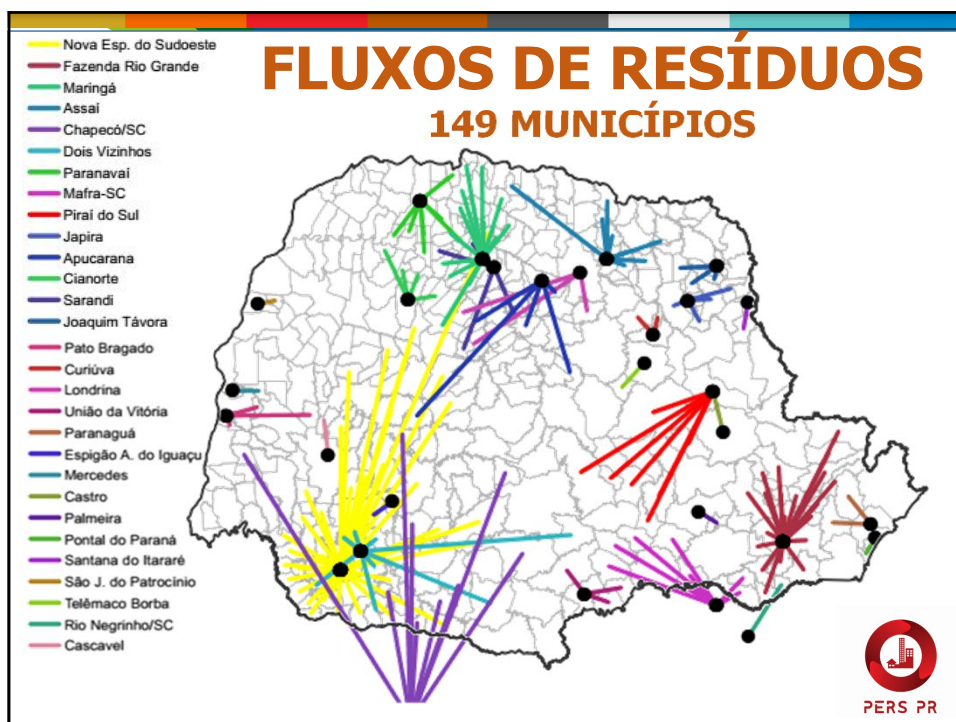 FLUXOS DE RESÍDUOS
149 MUNICÍPIOS
Nova Esp. do Sudoeste
Fazenda Rio Grande
Maringá
Assaí
Chapecó/SC
Dois Vizinhos
Paranavaí
Mafra-SC
Piraí do Sul
Japira
Apucarana
Cianorte
Sarandi
Joaquim Távora
Pato Bragado
Curiúva
Londrina
União da Vitória
Paranaguá
Espigão A. do Iguaçu
Mercedes
Castro
Palmeira
Pontal do Paraná
Santana do Itararé
São J. do Patrocínio
Telêmaco Borba
Rio Negrinho/SC
Cascavel
PERS PR